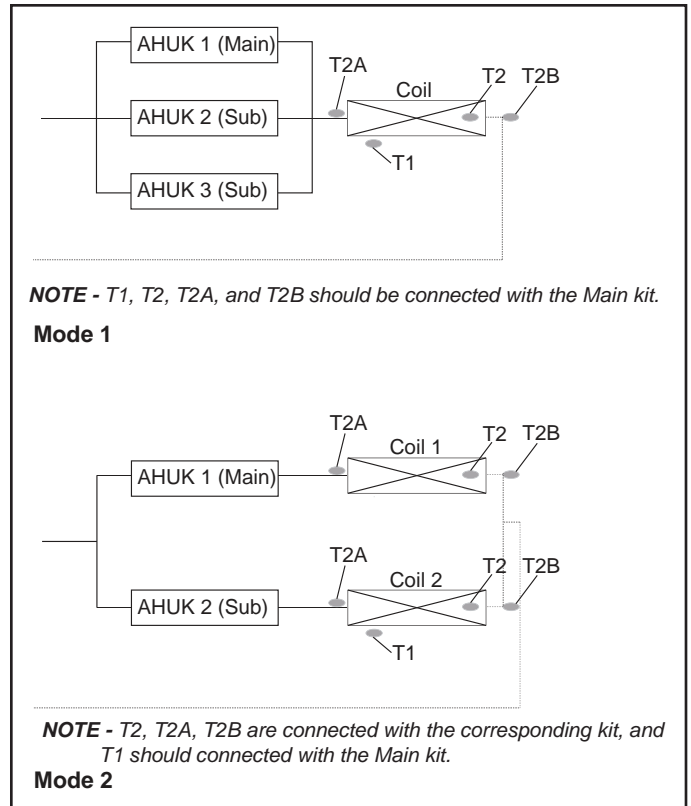 AHUK 1 (Main)
T2A
Coil
T2
T2B
AHUK 2 (Sub)
T1
AHUK 3 (Sub)
NOTE - T1, T2, T2A, and T2B should be connected with the Main kit.
Mode 1
T2A
Coil 1
T2
T2B
AHUK 1 (Main)
T2A
Coil 2
T2
T2B
AHUK 2 (Sub)
T1
NOTE - T2, T2A, T2B are connected with the corresponding kit, and
T1 should connected with the Main kit.
Mode 2